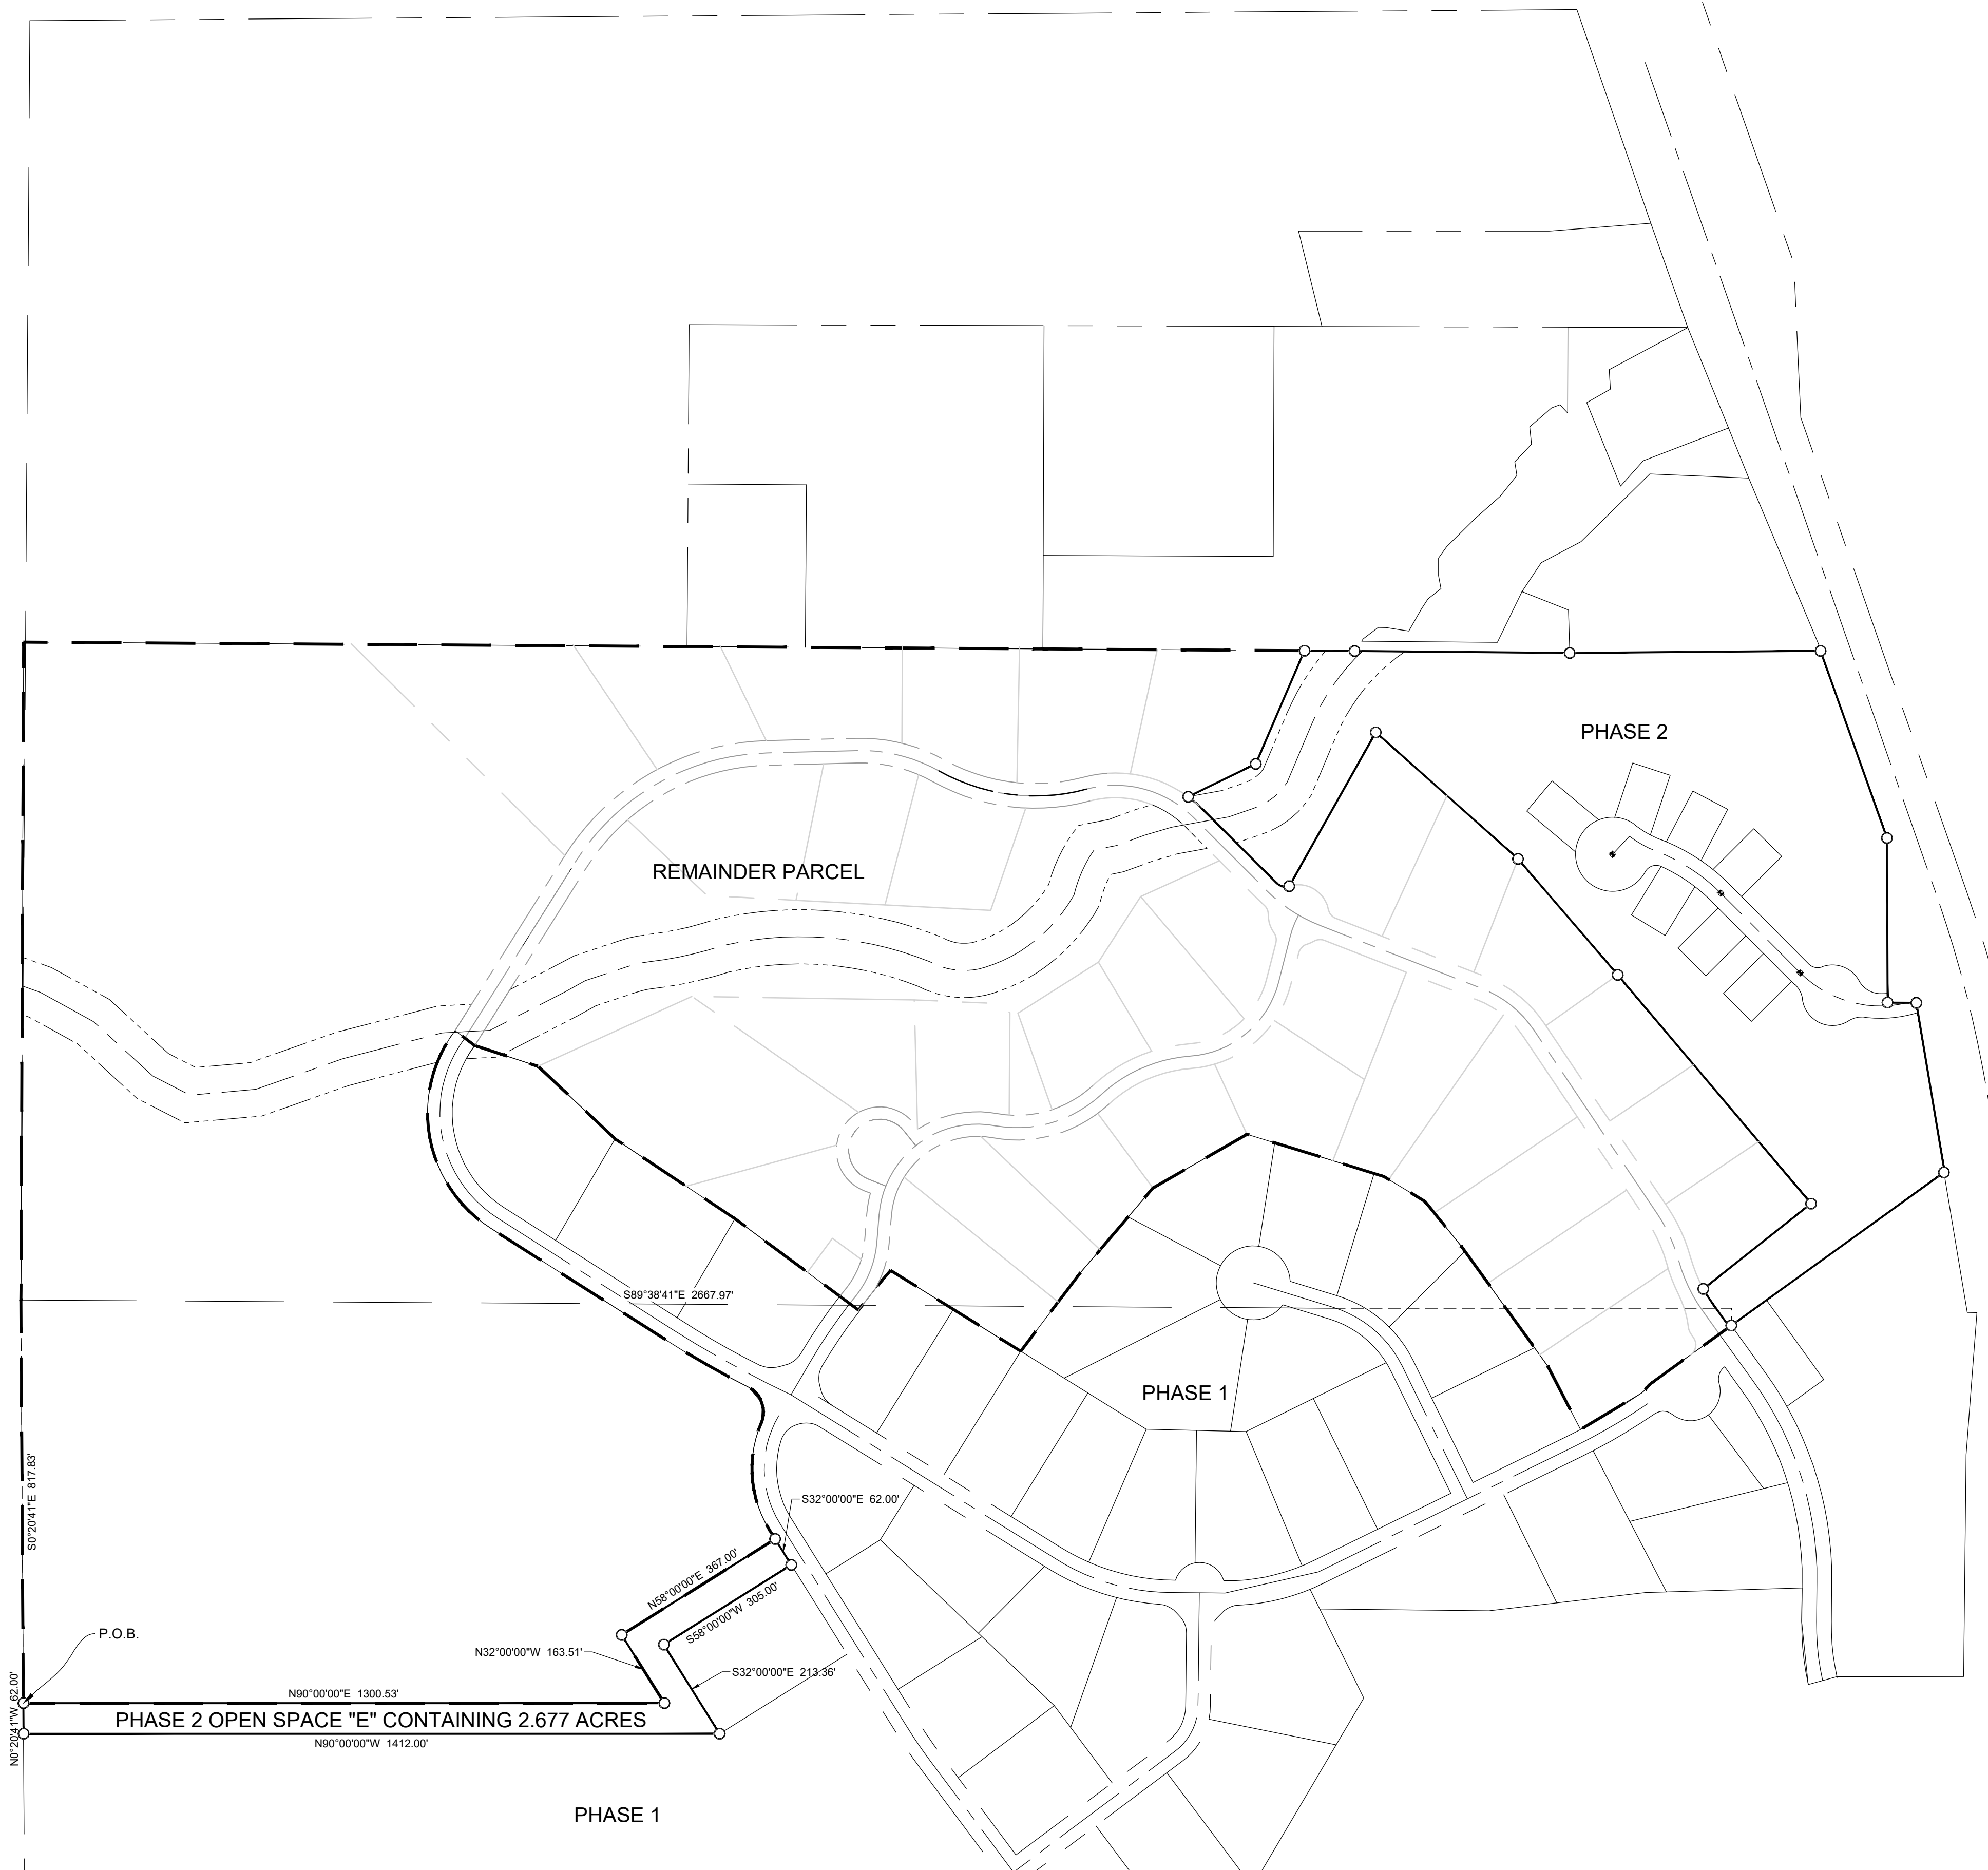 PHASE 2
REMAINDER PARCEL
S89°38'41"E 2667.97'
PHASE 1
S0°20'41"E 817.83'
S32°00'00"E 62.00'
N58°00'00"E 367.00'
S58°00'00"W 305.00'
P.O.B.
N32°00'00"W 163.51'
S32°00'00"E 213.36'
N90°00'00"E 1300.53'
N0°20'41"W 62.00'
PHASE 2 OPEN SPACE "E" CONTAINING 2.677 ACRES
N90°00'00"W 1412.00'
PHASE 1